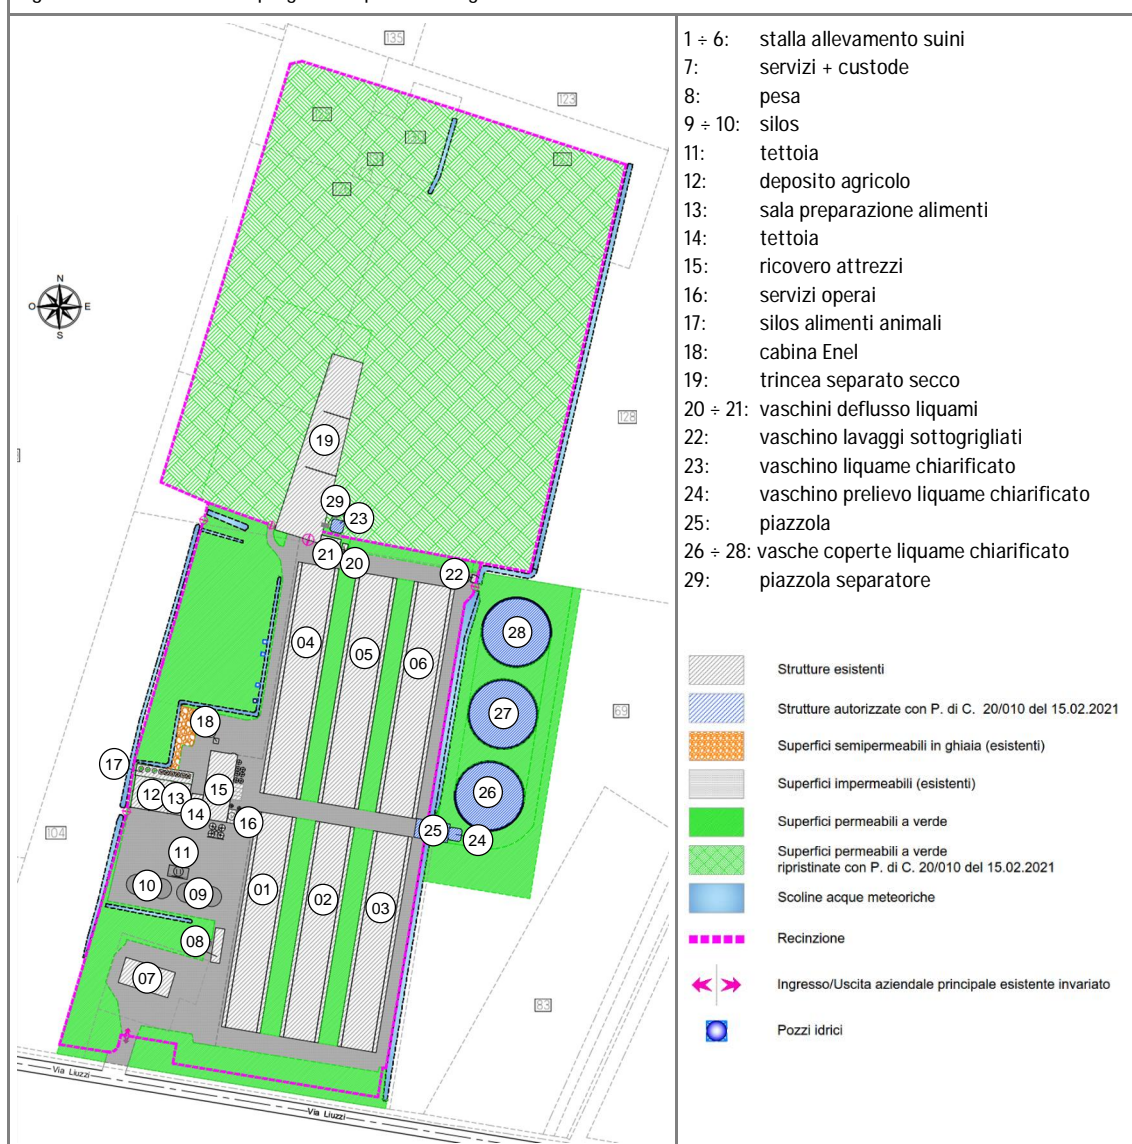 1 ÷ 6: stalla allevamento suini
7: servizi + custode
8: pesa
9 ÷ 10: silos
11: tettoia
12: deposito agricolo
13: sala preparazione alimenti
14: tettoia
15: ricovero attrezzi
16: servizi operai
17: silos alimenti animali
18: cabina Enel
19: trincea separato secco
20 ÷ 21: vaschini deflusso liquami
22: vaschino lavaggi sottogrigliati
23: vaschino liquame chiarificato
24: vaschino prelievo liquame chiarificato
25: piazzola
26 ÷ 28: vasche coperte liquame chiarificato
29: piazzola separatore
Strutture esistenti
Strutture autorizzate con P. di C. 20/010 del 15.02.2021
Superfici semipermeabili in ghiaia (esistenti)
Superfici impermeabili (esistenti)
Superfici permeabili a verde
Superfici permeabili a verde
ripristinate con P. di C. 20/010 del 15.02.2021
Scoline acque meteoriche
Recinzione
Ingresso/Uscita aziendale principale esistente invariato
Pozzi idrici
135
123
N
O
E
S
128
19
29
23
21
20
22
28
04
05
06
27
69
18
17
26
12
13
15
14
16
25
24
104
11
10
09
01
02
03
08
07
83
Via Liuzzi
Via Liuzzi